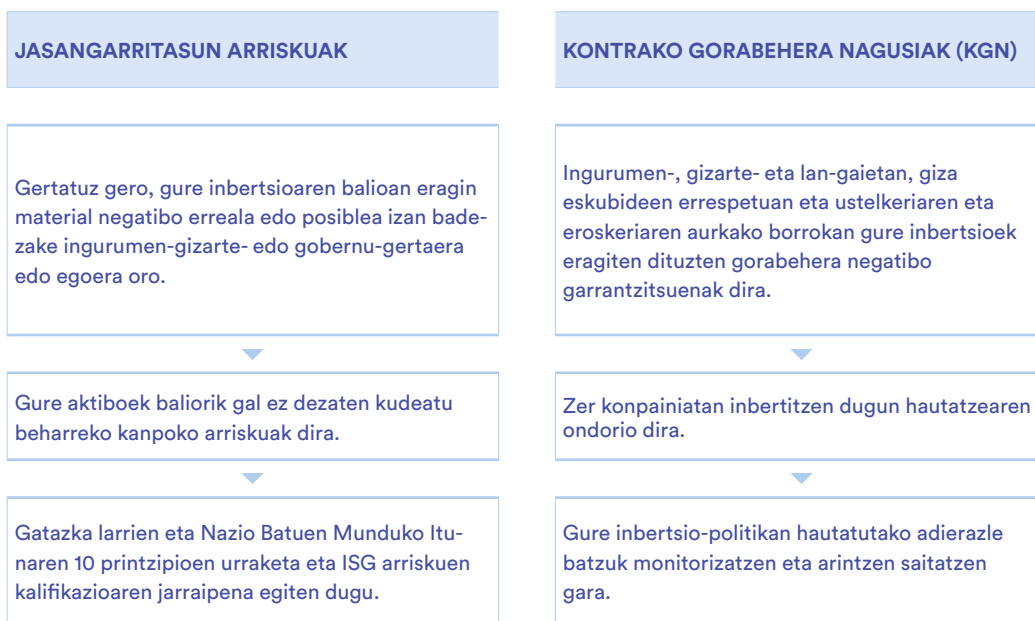 JASANGARRITASUN ARRISKUAK
Gertatuz gero, gure inbertsioaren balioan eragin
material negatibo erreala edo posiblea izan bade-
zake ingurumen-gizarte- edo gobernu-gertaera
edo egoera oro.
Gure aktiboek baliorik gal ez dezaten kudeatu
beharreko kanpoko arriskuak dira.
Gatazka larrien eta Nazio Batuen Munduko Itu-
naren 10 printzipioen urraketa eta ISG arriskuen
kalifikazioaren jarraipena egiten dugu.
KONTRAKO GORABEHERA NAGUSIAK (KGN)
Ingurumen-, gizarte- eta lan-gaietan, giza
eskubideen errespetuan eta ustelkeriaren eta
eroskeriaren aurkako borrokan gure inbertsioek
eragiten dituzten gorabehera negatibo
garrantzitsuenak dira.
Zer konpainiatan inbertitzen dugun hautatzearen
ondorio dira.
Gure inbertsio-politikan hautatutako adierazle
batzuk monitorizatzen eta arintzen saitatzen
gara.